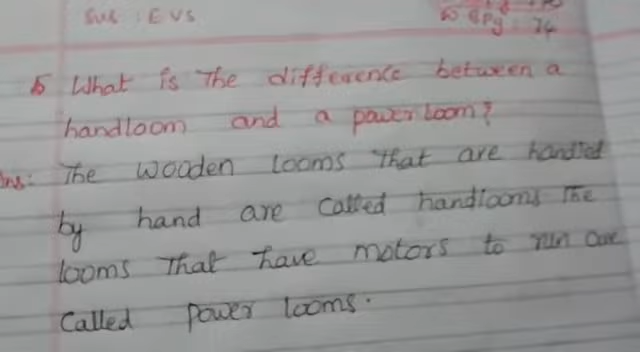 Sub : EVS
Pg : 74
5 What is The difference between a
handloom and a power loom?
Ans: The wooden looms That are handled
by hand are called handlooms The
looms That have motors to run are
called power looms.